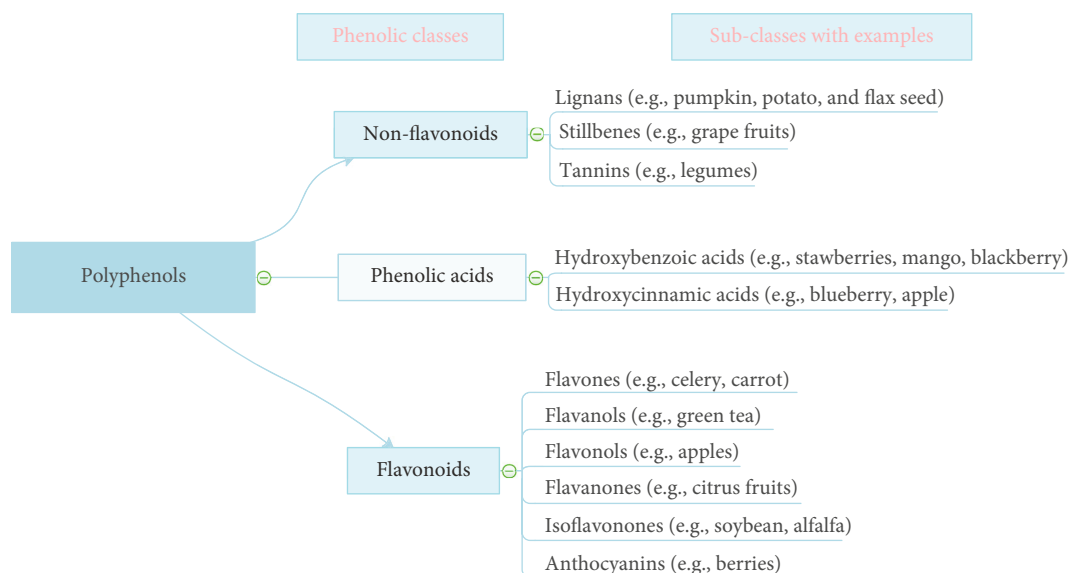 Phenolic classes
Sub-classes with examples
Lignans (e.g., pumpkin, potato, and flax seed)
Non-flavonoids
Stillbenes (e.g., grape fruits)
Tannins (e.g., legumes)
Polyphenols
Phenolic acids
Hydroxybenzoic acids (e.g., stawberries, mango, blackberry)
Hydroxycinnamic acids (e.g., blueberry, apple)
Flavonoids
Flavones (e.g., celery, carrot)
Flavanols (e.g., green tea)
Flavonols (e.g., apples)
Flavanones (e.g., citrus fruits)
Isoflavonones (e.g., soybean, alfalfa)
Anthocyanins (e.g., berries)